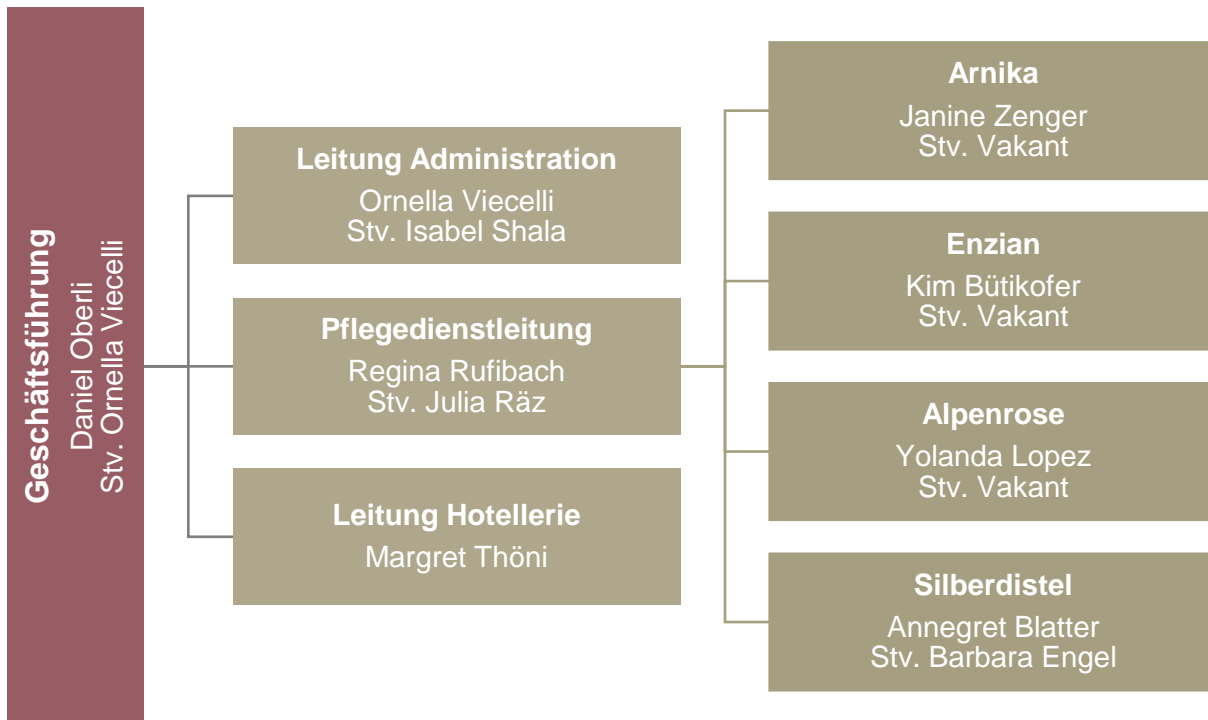 Geschäftsführung
Daniel Oberli
Stv. Ornella Viecelli
Leitung Administration
Ornella Viecelli
Stv. Isabel Shala
Pflegedienstleitung
Regina Rufibach
Stv. Julia Räz
Leitung Hotellerie
Margret Thöni
Arnika
Janine Zenger
Stv. Vakant
Enzian
Kim Bütikofer
Stv. Vakant
Alpenrose
Yolanda Lopez
Stv. Vakant
Silberdistel
Annegret Blatter
Stv. Barbara Engel